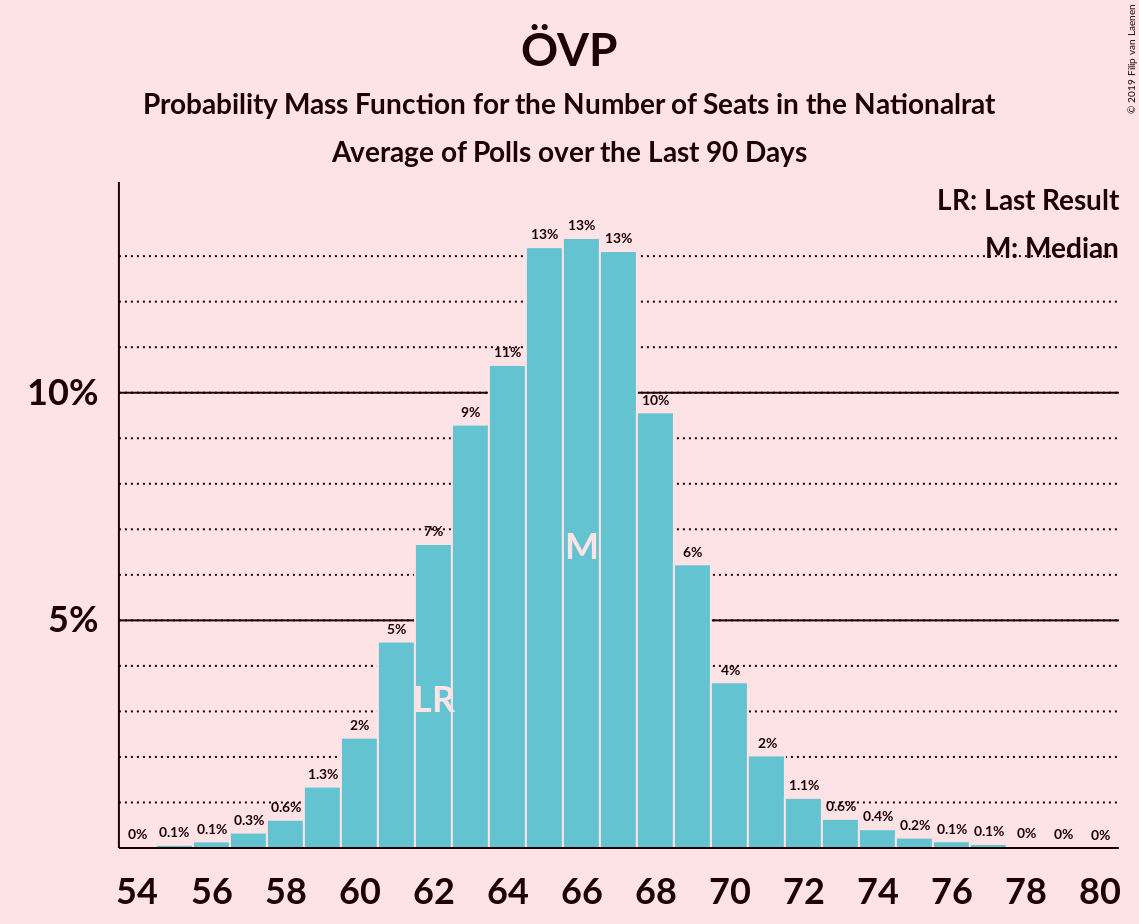 ÖVP
Probability Mass Function for the Number of Seats in the Nationalrat
Average of Polls over the Last 90 Days
© 2019 Filip van Laenen
LR: Last Result
M: Median
10%
5%
0% 0.1% 0.1% 0.3% 0.6% 1.3% 2% 5% 7% 9% 11% 13% 13% 13% 10% 6% 4% 2% 1.1% 0.6% 0.4% 0.2% 0.1% 0.1% 0% 0% 0%
M
LR
54 56 58 60 62 64 66 68 70 72 74 76 78 80